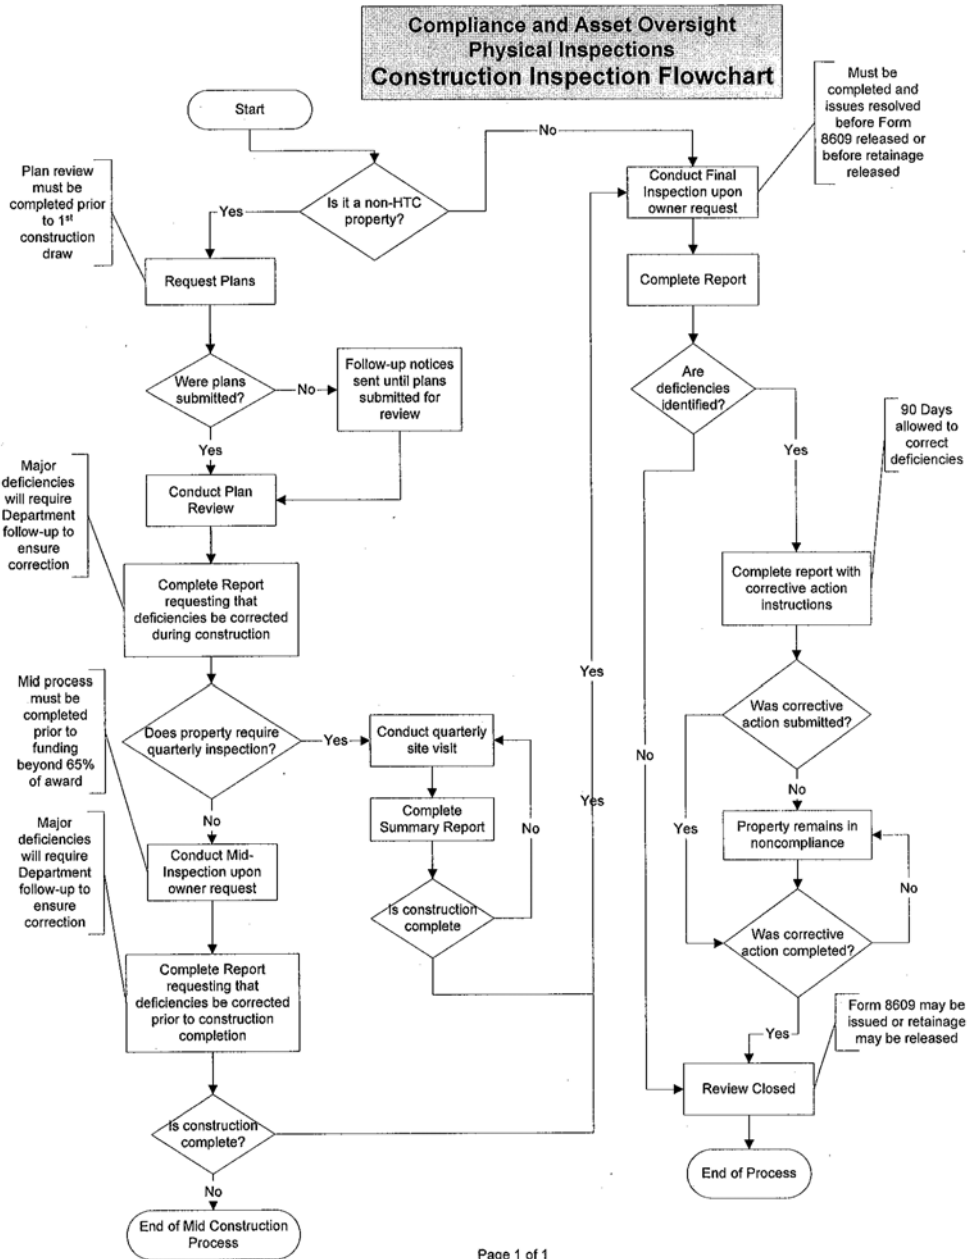 Compliance and Asset Oversight
Physical Inspections
Construction Inspection Flowchart
Start
Is it a non-HTC
property?
Yes
No
Plan review
must be
completed prior
to 1st
construction
draw
Request Plans
Were plans
submitted?
No
Follow-up notices
sent until plans
submitted for
review
Yes
Conduct Plan
Review
Major
deficiencies
will require
Department
follow-up to
ensure
correction
Complete Report
requesting that
deficiencies be corrected
during construction
Does property require
quarterly inspection?
Yes
Conduct quarterly
site visit
Complete
Summary Report
No
Is construction
complete
Yes
Mid process
must be
completed
prior to
funding
beyond 65%
of award
No
Conduct Mid-
Inspection upon
owner request
Major
deficiencies
will require
Department
follow-up to
ensure
correction
Complete Report
requesting that
deficiencies be corrected
prior to construction
completion
Is construction
complete?
Yes
No
End of Mid Construction
Process
Must be
completed and
issues resolved
before Form
8609 released or
before retainage
released
Conduct Final
Inspection upon
owner request
Complete Report
Are
deficiencies
identified?
No
Yes
90 Days
allowed to
correct
deficiencies
Complete report with
corrective action
instructions
Was corrective
action submitted?
No
Yes
Property remains in
noncompliance
No
Was corrective
action completed?
Yes
Form 8609 may be
issued or retainage
may be released
Review Closed
End of Process
Page 1 of 1